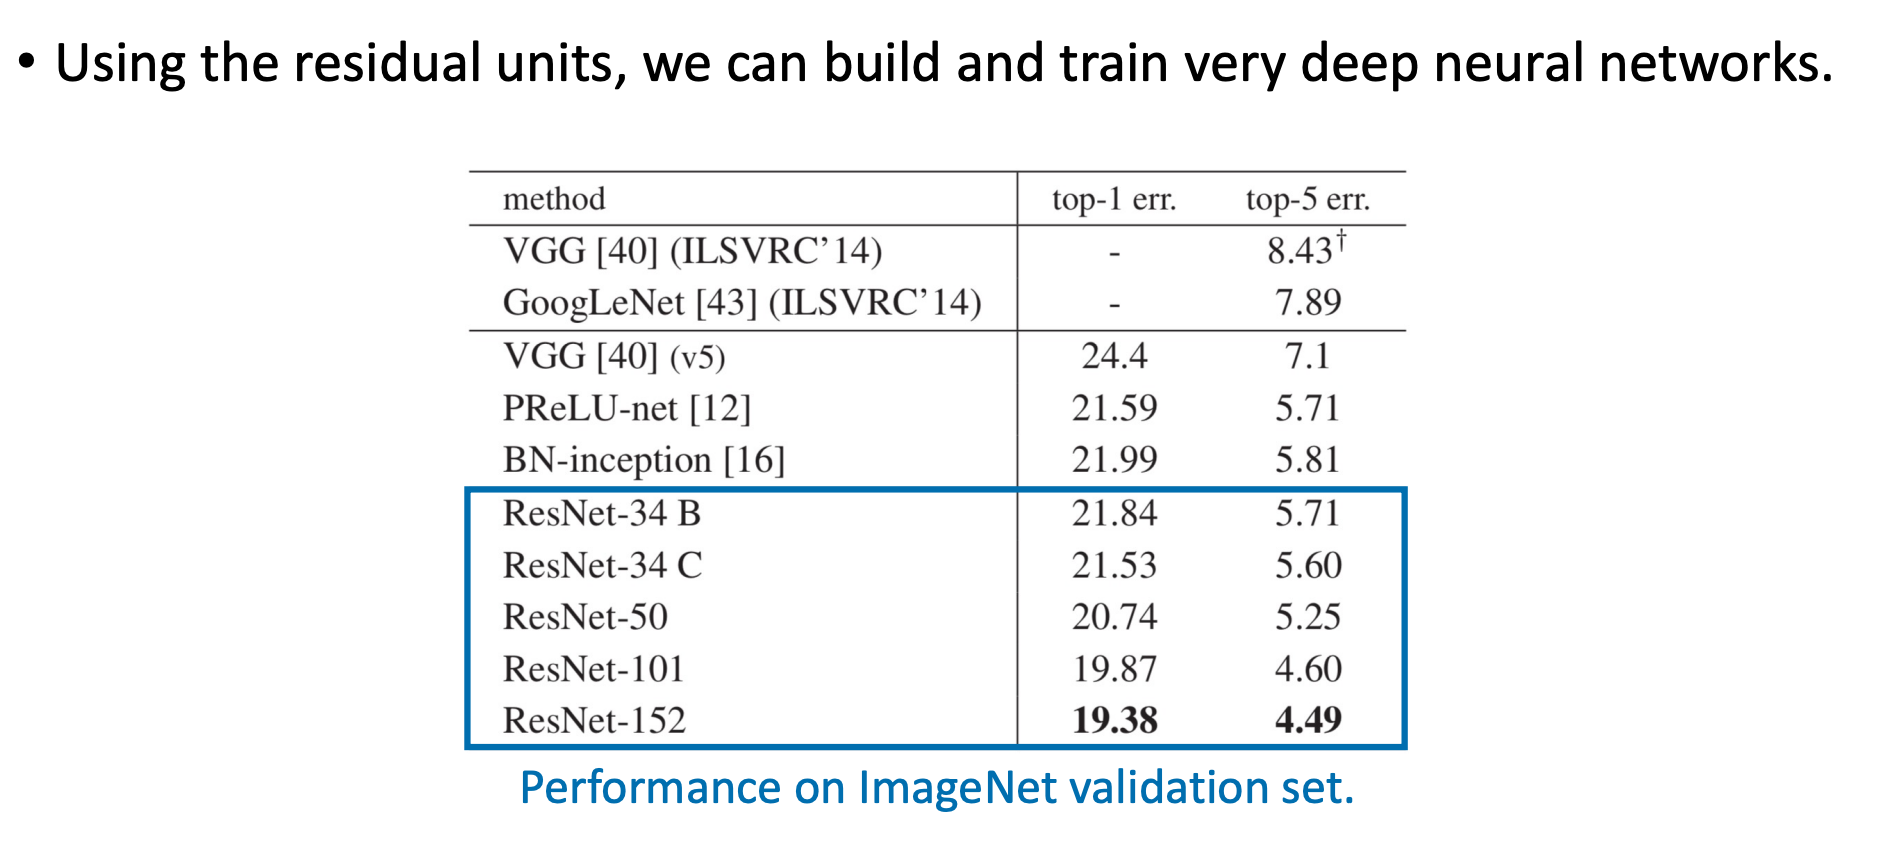 • Using the residual units, we can build and train very deep neural networks.
method top-1 err. top-5 err.
VGG [40] (ILSVRC’14) - 8.43†
GoogLeNet [43] (ILSVRC’14) - 7.89
VGG [40] (v5) 24.4 7.1
PReLU-net [12] 21.59 5.71
BN-inception [16] 21.99 5.81
ResNet-34 B 21.84 5.71
ResNet-34 C 21.53 5.60
ResNet-50 20.74 5.25
ResNet-101 19.87 4.60
ResNet-152 19.38 4.49
Performance on ImageNet validation set.